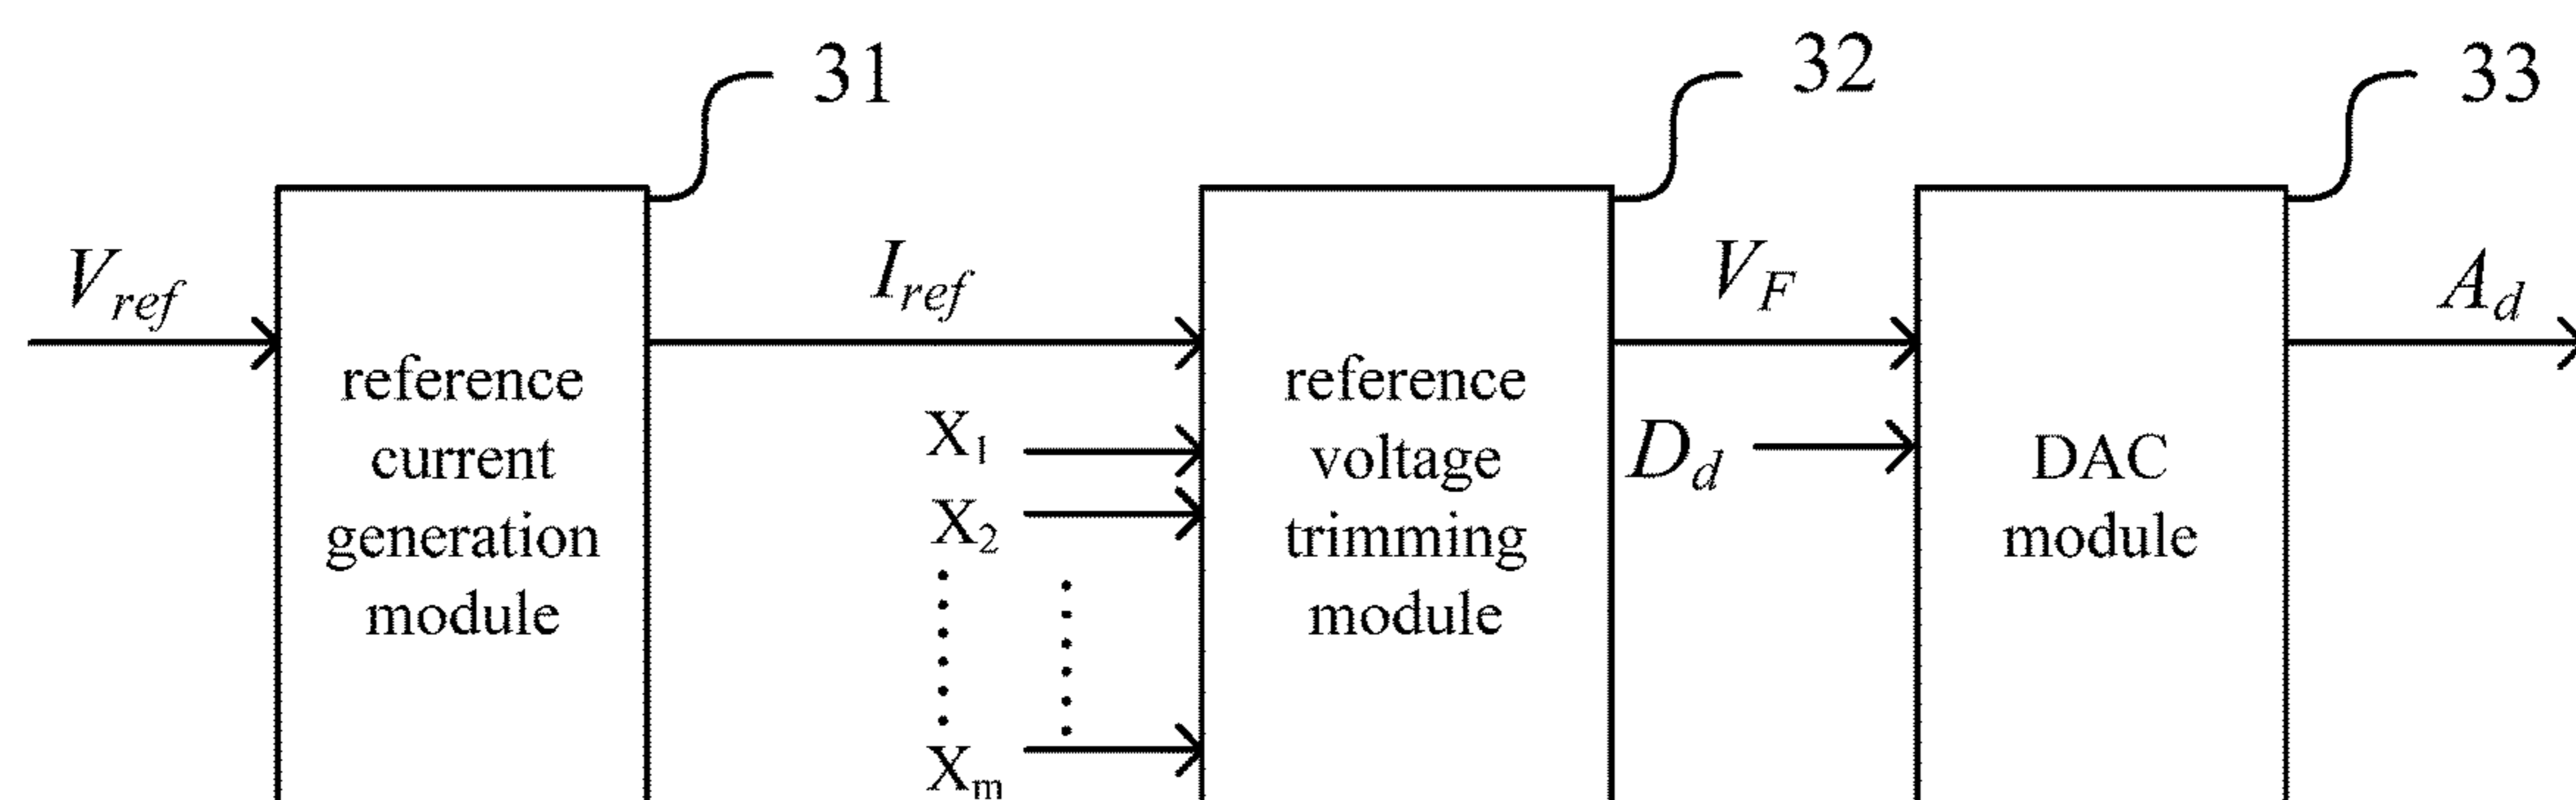 31
32
33
V_ref
I_ref
V_F
A_d
reference
current
generation
module
X_1
X_2
X_m
reference
voltage
trimming
module
D_d
DAC
module